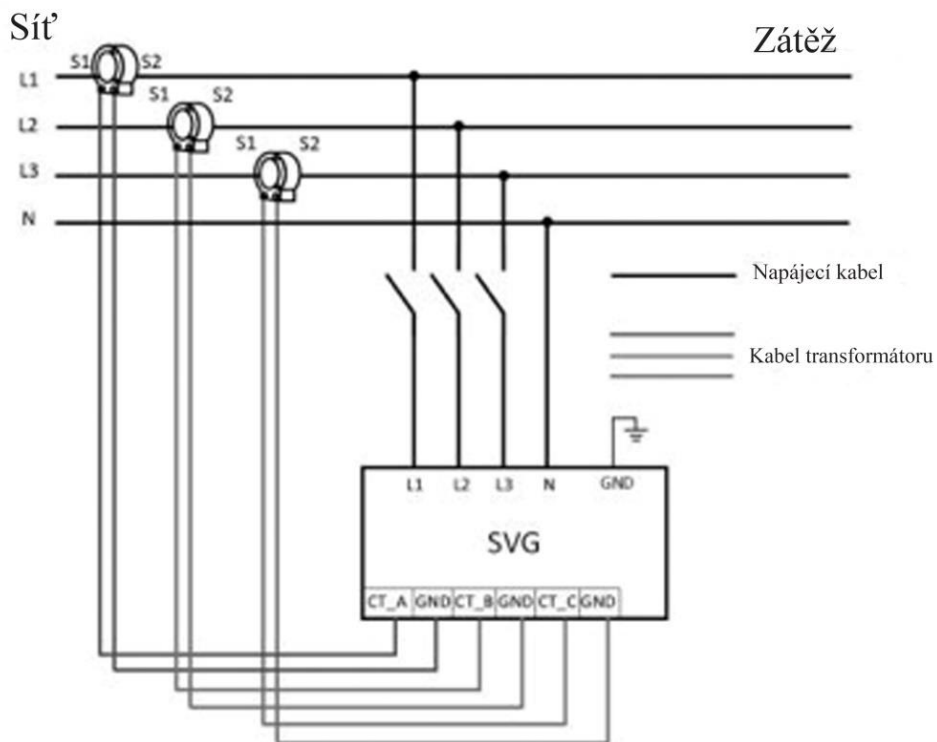 Síť
Zátěž
S1 S2
L1
S1 S2
L2
S1 S2
L3
N
Napájecí kabel
Kabel transformátoru
L1 L2 L3 N GND
SVG
CT_A GND CT_B GND CT_C GND